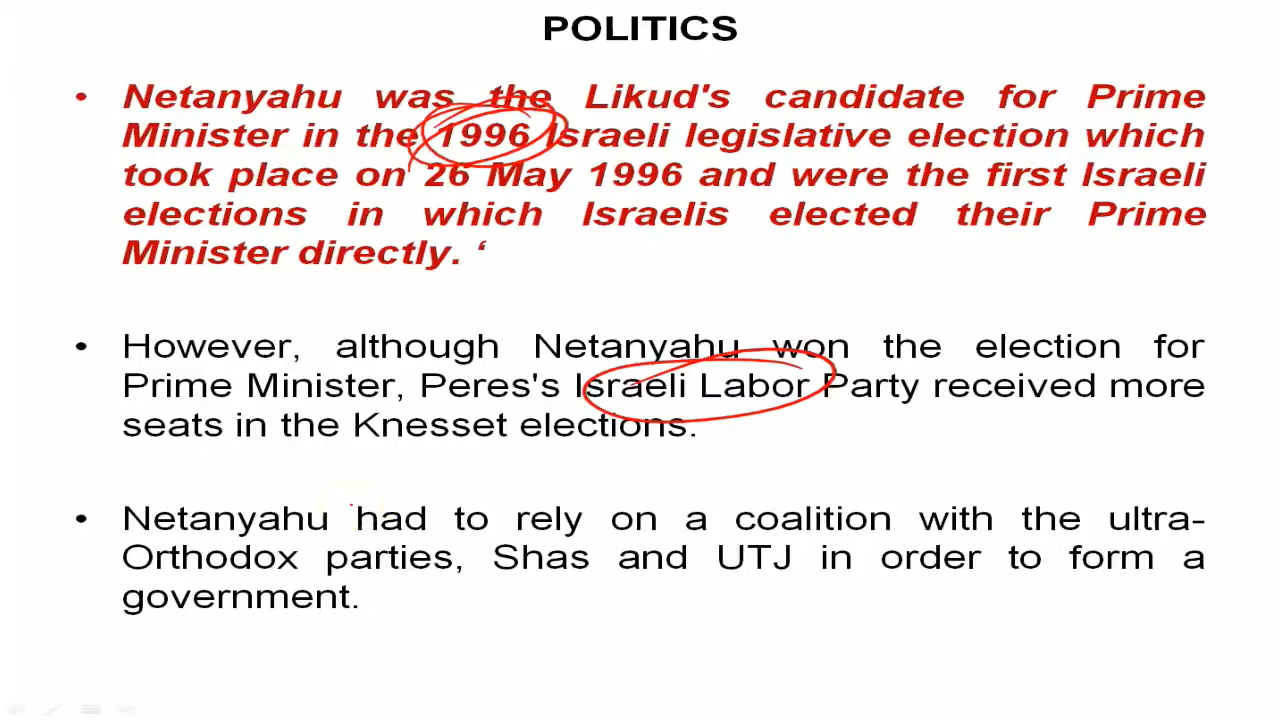 POLITICS
• Netanyahu was the Likud's candidate for Prime
Minister in the 1996 Israeli legislative election which
took place on 26 May 1996 and were the first Israeli
elections in which Israelis elected their Prime
Minister directly. ‘
• However, although Netanyahu won the election for
Prime Minister, Peres's Israeli Labor Party received more
seats in the Knesset elections.
• Netanyahu had to rely on a coalition with the ultra-
Orthodox parties, Shas and UTJ in order to form a
government.